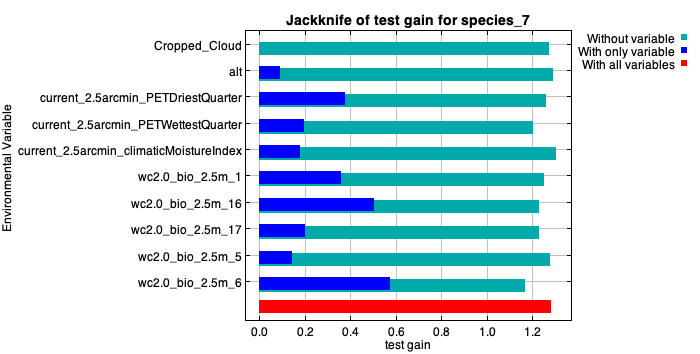 Jackknife of test gain for species_7
Without variable
With only variable
With all variables
Environmental Variable
Cropped_Cloud
alt
current_2.5arcmin_PETDriestQuarter
current_2.5arcmin_PETWettestQuarter
current_2.5arcmin_climaticMoistureIndex
wc2.0_bio_2.5m_1
wc2.0_bio_2.5m_16
wc2.0_bio_2.5m_17
wc2.0_bio_2.5m_5
wc2.0_bio_2.5m_6
0.0 0.2 0.4 0.6 0.8 1.0 1.2
test gain